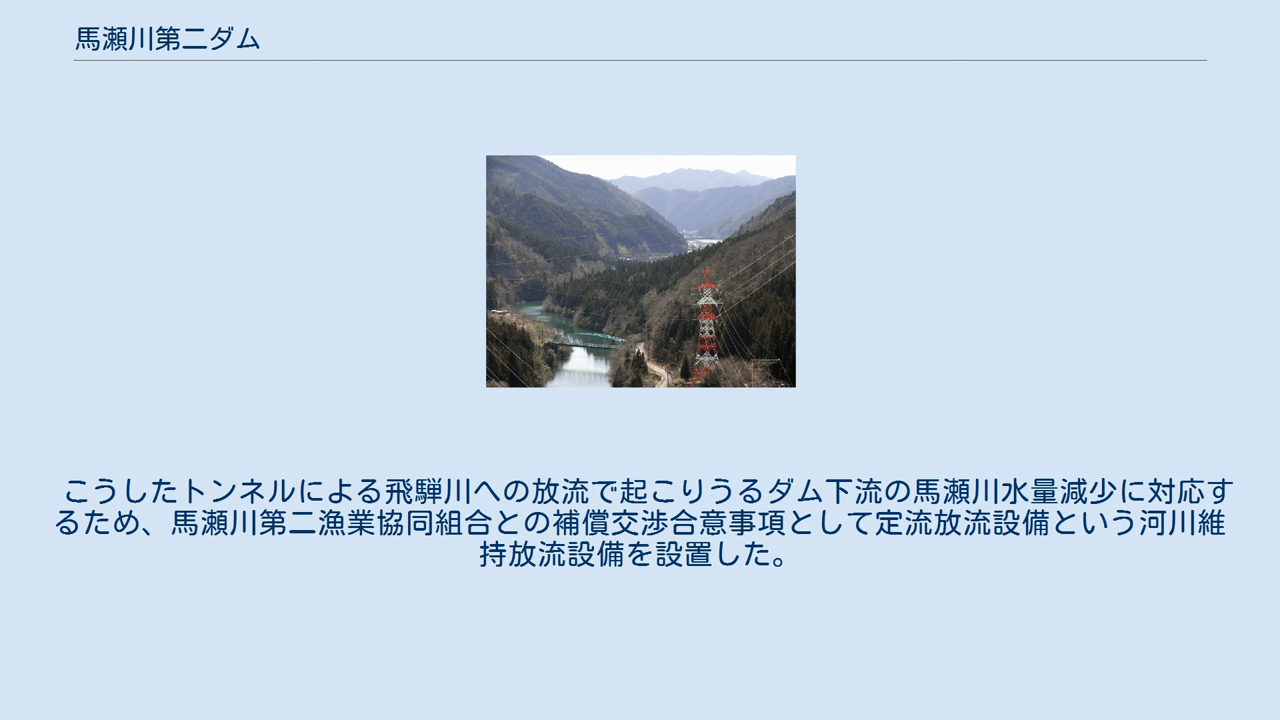 馬瀬川第二ダム
こうしたトンネルによる飛騨川への放流で起こりうるダム下流の馬瀬川水量減少に対応す
るため、馬瀬川第二漁業協同組合との補償交渉合意事項として定流放流設備という河川維
持放流設備を設置した。